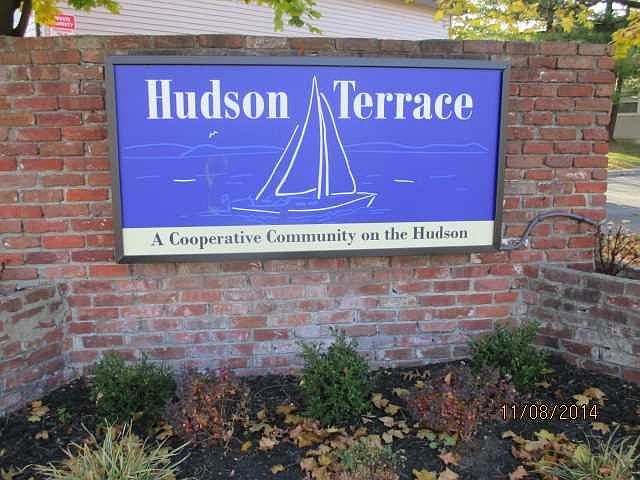 Hudson Terrace
A Cooperative Community on the Hudson
11/08/2014